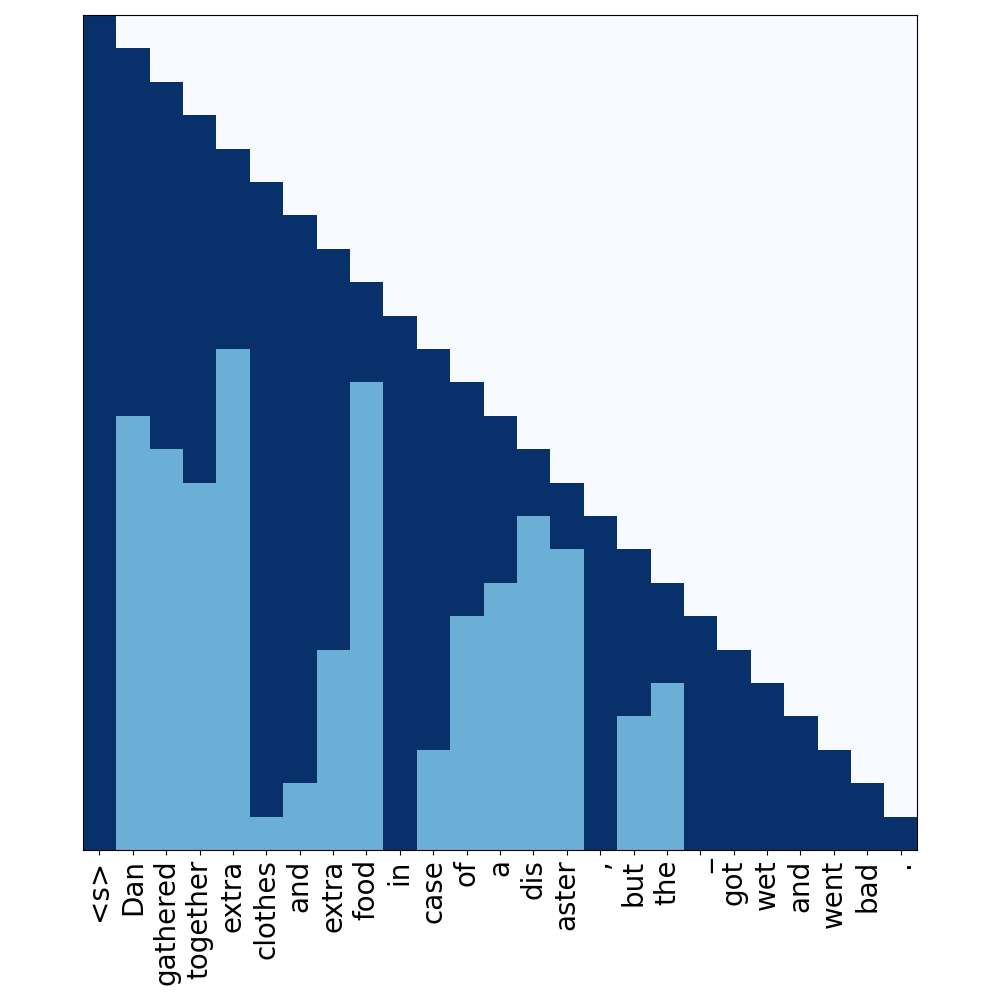 <s> Dan gathered together extra clothes and extra food in case of a dis aster , but the _ got wet and went bad .